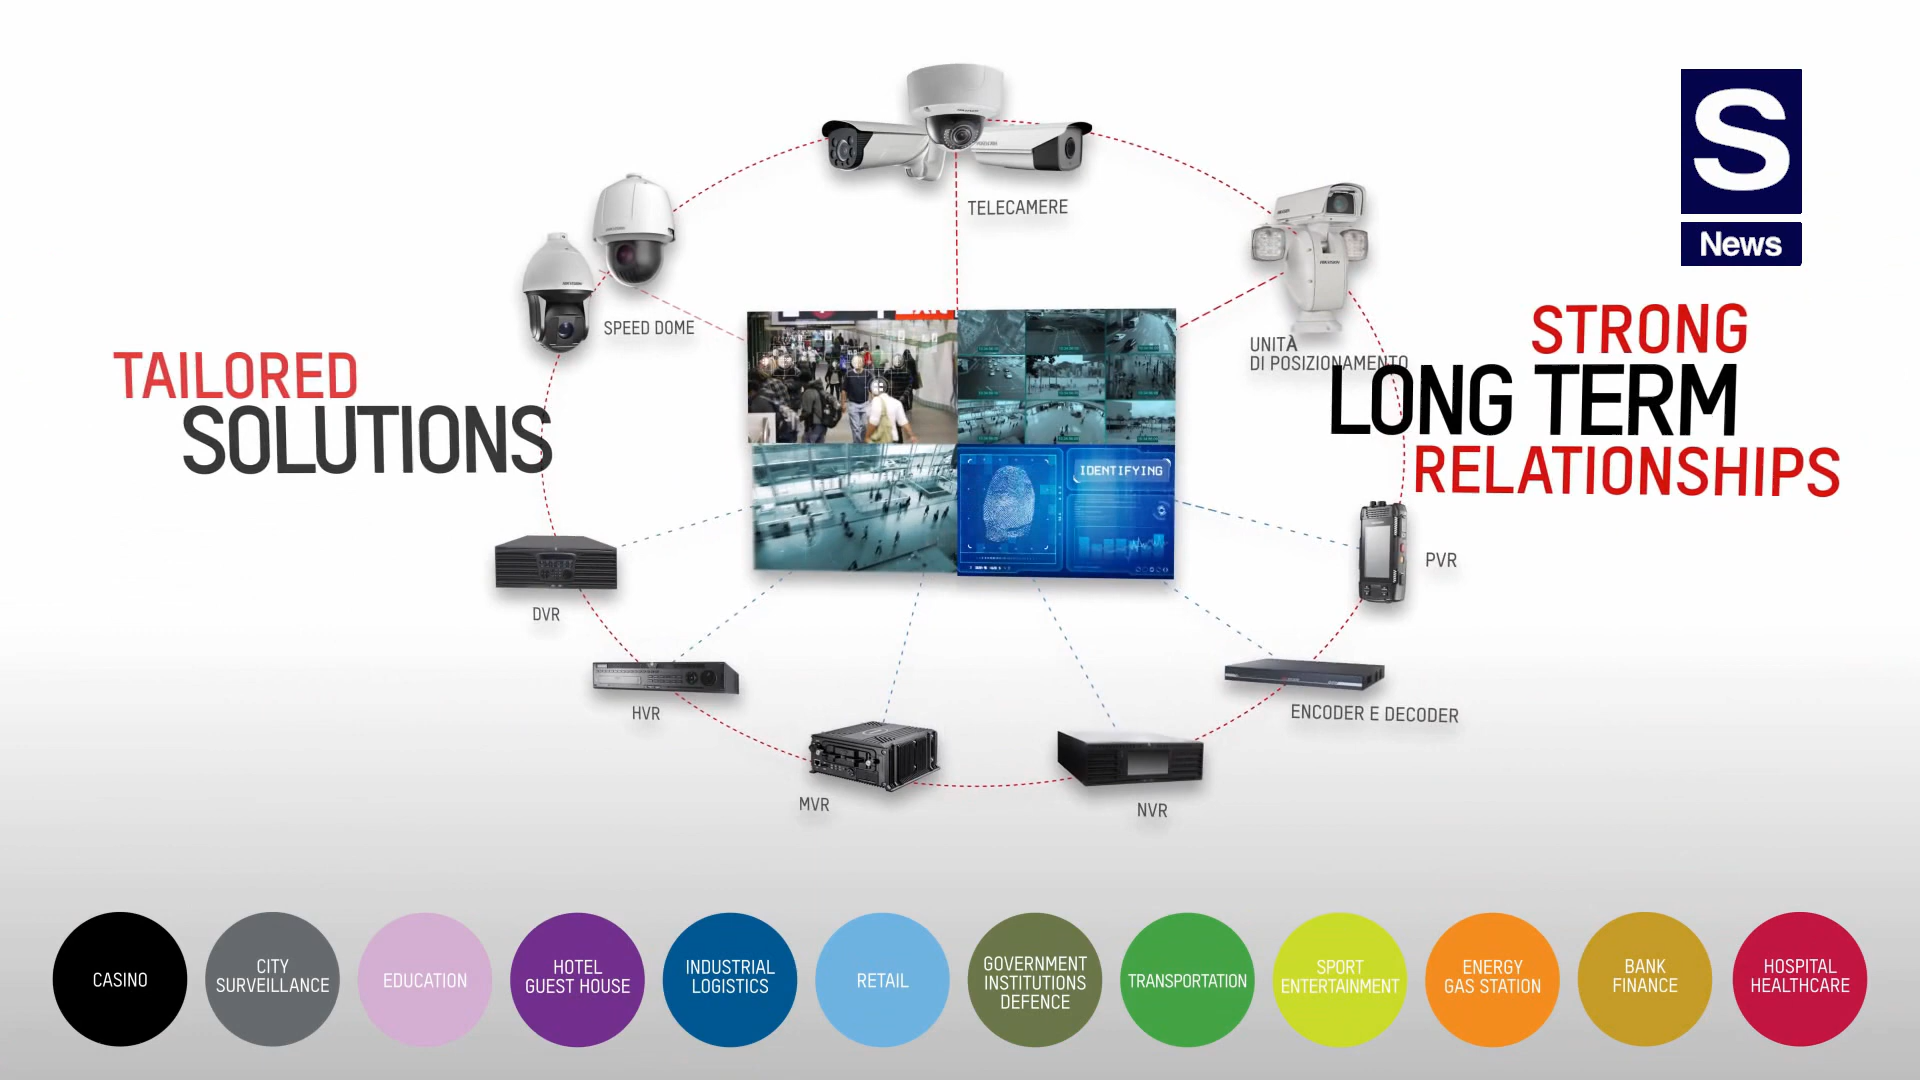 S
News
TELECAMERE
SPEED DOME
UNITÀ
DI POSIZIONAMENTO
TAILORED
SOLUTIONS
STRONG
LONG TERM
RELATIONSHIPS
IDENTIFYING
PVR
DVR
HVR
ENCODER E DECODER
MVR
NVR
CASINO
CITY
SURVEILLANCE
EDUCATION
HOTEL
GUEST HOUSE
INDUSTRIAL
LOGISTICS
RETAIL
GOVERNMENT
INSTITUTIONS
DEFENCE
TRANSPORTATION
SPORT
ENTERTAINMENT
ENERGY
GAS STATION
BANK
FINANCE
HOSPITAL
HEALTHCARE